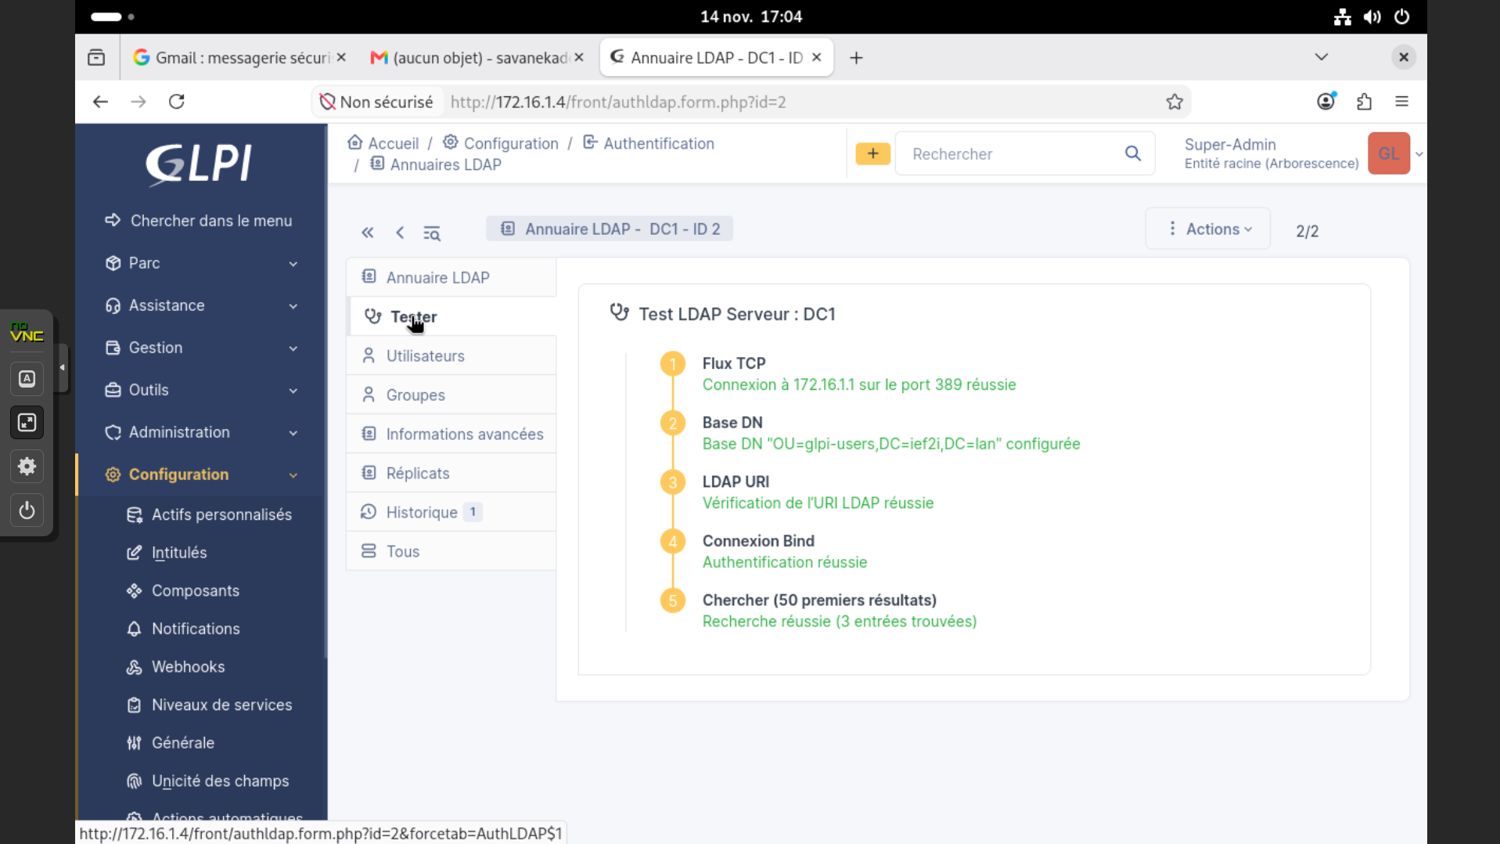 14 nov. 17:04
Gmail : messagerie sécuri
(aucun objet) - savanekad
Annuaire LDAP - DC1 - ID
Non sécurisé
http://172.16.1.4/front/authldap.form.php?id=2
GLPI
Chercher dans le menu
Parc
Assistance
Gestion
Outils
Administration
Configuration
Actifs personnalisés
Intitulés
Composants
Notifications
Webhooks
Niveaux de services
Générale
Unicité des champs
Actions automatiques
Accueil / Configuration / Authentification
/ Annuaires LDAP
+
Rechercher
Super-Admin
Entité racine (Arborescence)
GL
Annuaire LDAP - DC1 - ID 2
Actions
2/2
Annuaire LDAP
Tester
Utilisateurs
Groupes
Informations avancées
Réplicats
Historique 1
Tous
Test LDAP Serveur : DC1
1 Flux TCP
Connexion à 172.16.1.1 sur le port 389 réussie
2 Base DN
Base DN "OU=glpi-users,DC=ief2i,DC=lan" configurée
3 LDAP URI
Vérification de l'URI LDAP réussie
4 Connexion Bind
Authentification réussie
5 Chercher (50 premiers résultats)
Recherche réussie (3 entrées trouvées)
noVNC
A
http://172.16.1.4/front/authldap.form.php?id=2&forcetab=AuthLDAP$1